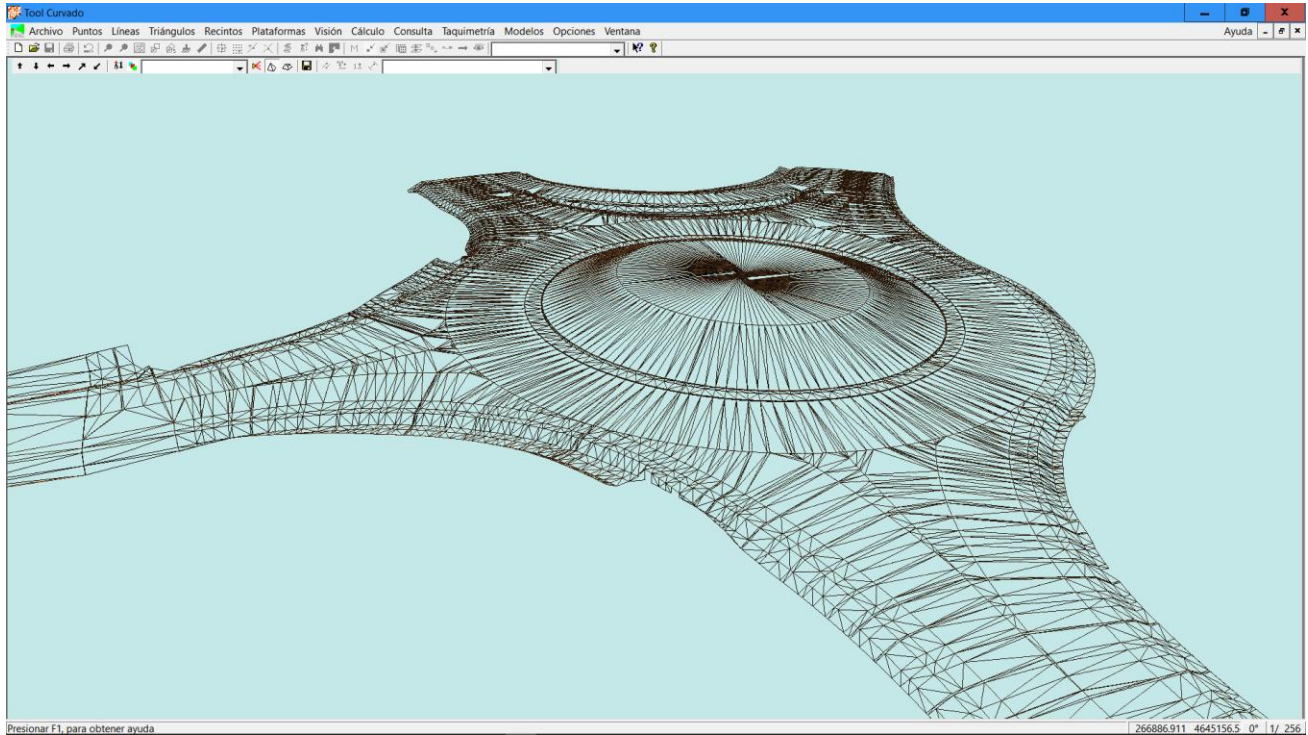 Tool Curvado
Archivo Puntos Líneas Triángulos Recintos Plataformas Visión Cálculo Consulta Taquimetría Modelos Opciones Ventana Ayuda
Presionar F1, para obtener ayuda 266886.911 4645156.5 0° 1/ 256